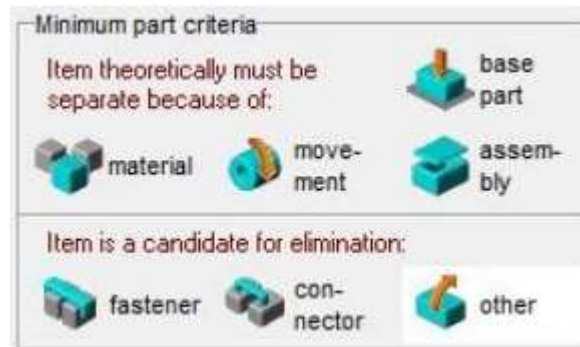 Minimum part criteria
Item theoretically must be
separate because of:
base
part
material
move-
ment
assem-
bly
Item is a candidate for elimination:
fastener
con-
nector
other